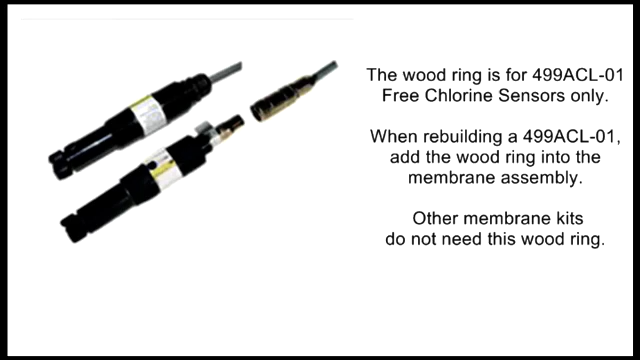 The wood ring is for 499ACL-01
Free Chlorine Sensors only.
When rebuilding a 499ACL-01,
add the wood ring into the
membrane assembly.
Other membrane kits
do not need this wood ring.